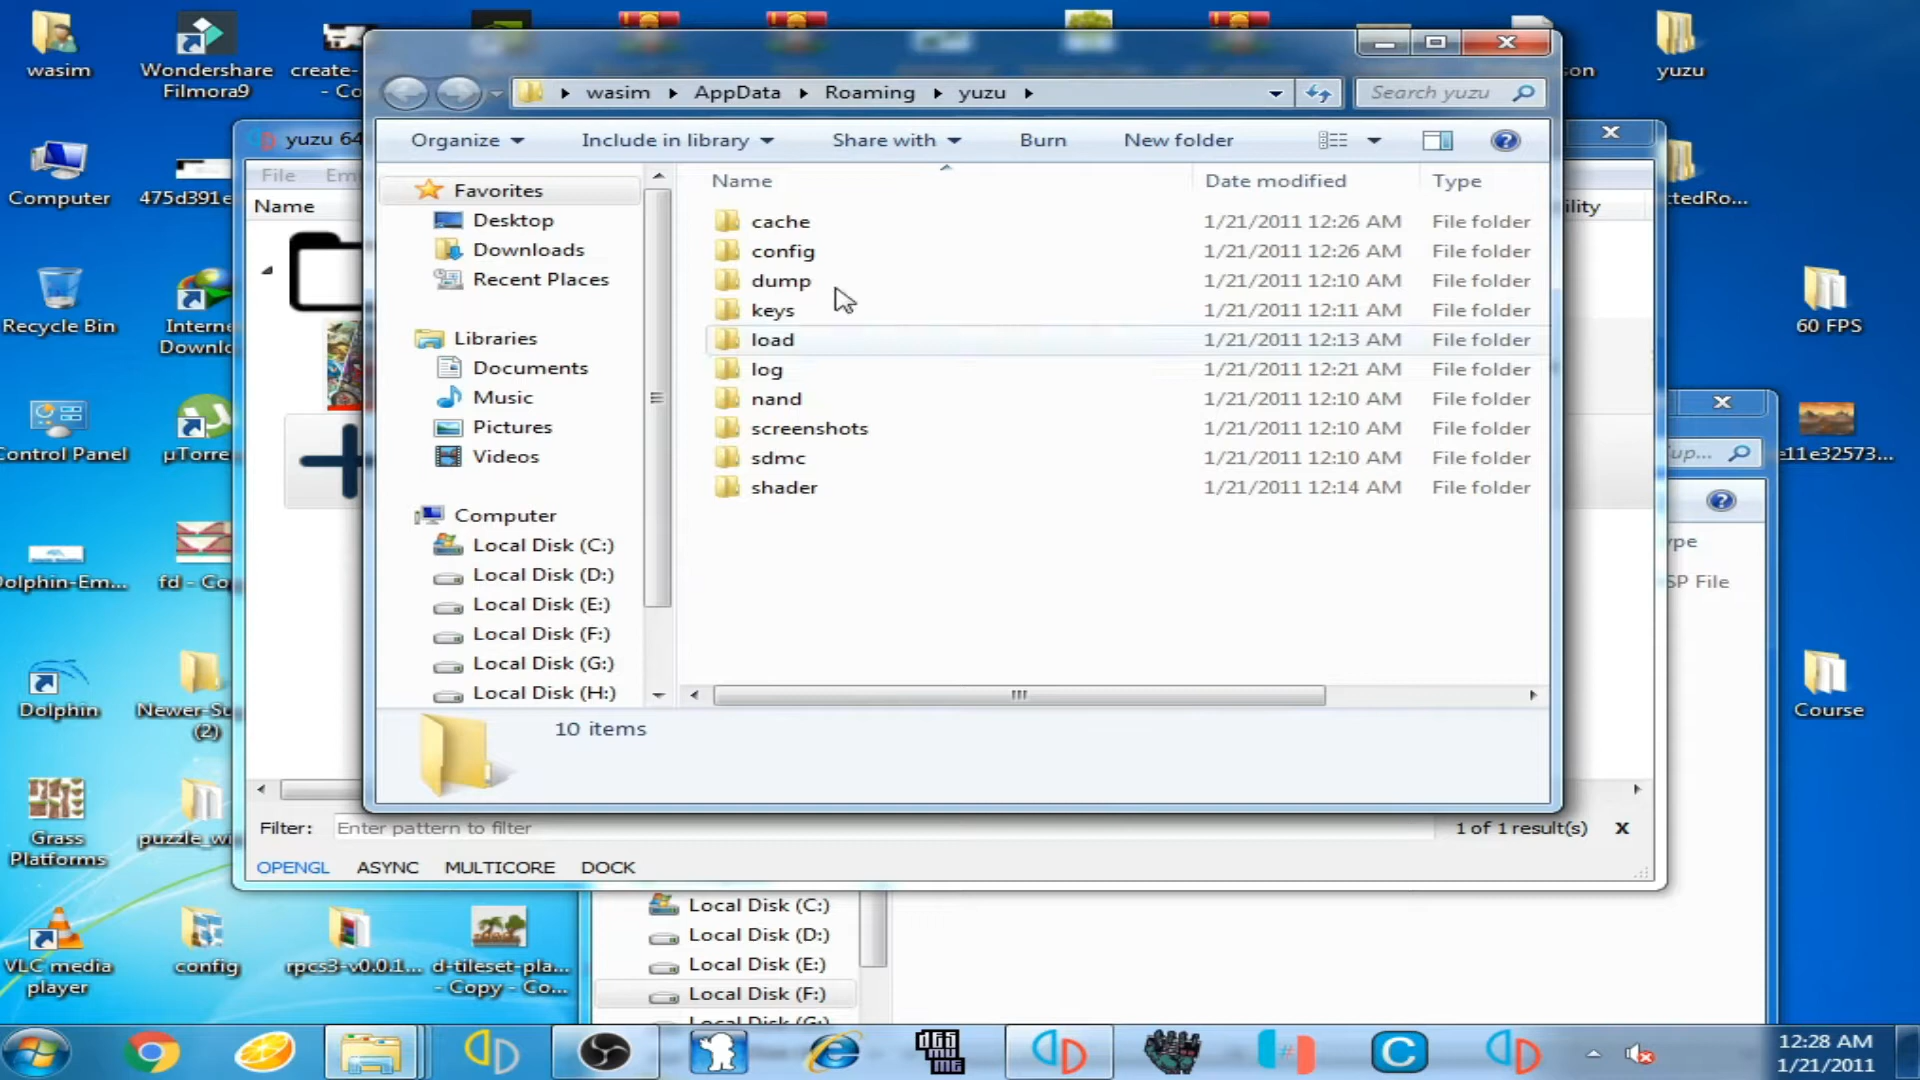 wasim
Wondershare
Filmora9
create-
- Co
yuzu
wasim
AppData
Roaming
yuzu
Search yuzu
yuzu 64
Organize
Include in library
Share with
Burn
New folder
Computer
475d391e
File
Name
Favorites
Desktop
Downloads
Recent Places
Libraries
Documents
Music
Pictures
Videos
Computer
Local Disk (C:)
Local Disk (D:)
Local Disk (E:)
Local Disk (F:)
Local Disk (G:)
Local Disk (H:)
Name Date modified Type
cache 1/21/2011 12:26 AM File folder
config 1/21/2011 12:26 AM File folder
dump 1/21/2011 12:10 AM File folder
keys 1/21/2011 12:11 AM File folder
load 1/21/2011 12:13 AM File folder
log 1/21/2011 12:21 AM File folder
nand 1/21/2011 12:10 AM File folder
screenshots 1/21/2011 12:10 AM File folder
sdmc 1/21/2011 12:10 AM File folder
shader 1/21/2011 12:14 AM File folder
10 items
ility
ctedRo...
60 FPS
e11e32573...
up...
ype
SP File
Course
Recycle Bin
Interne
Downlo
Control Panel
µTorre
Dolphin-Em...
fd - Co
Dolphin
Newer-Su
(2)
Grass
Platforms
puzzle_wi
Filter:
Enter pattern to filter
1 of 1 result(s)
X
OPENGL
ASYNC
MULTICORE
DOCK
VLC media
player
config
rpcs3-v0.0.1...
d-tileset-pla...
- Copy - Co...
Local Disk (C:)
Local Disk (D:)
Local Disk (E:)
Local Disk (F:)
12:28 AM
1/21/2011